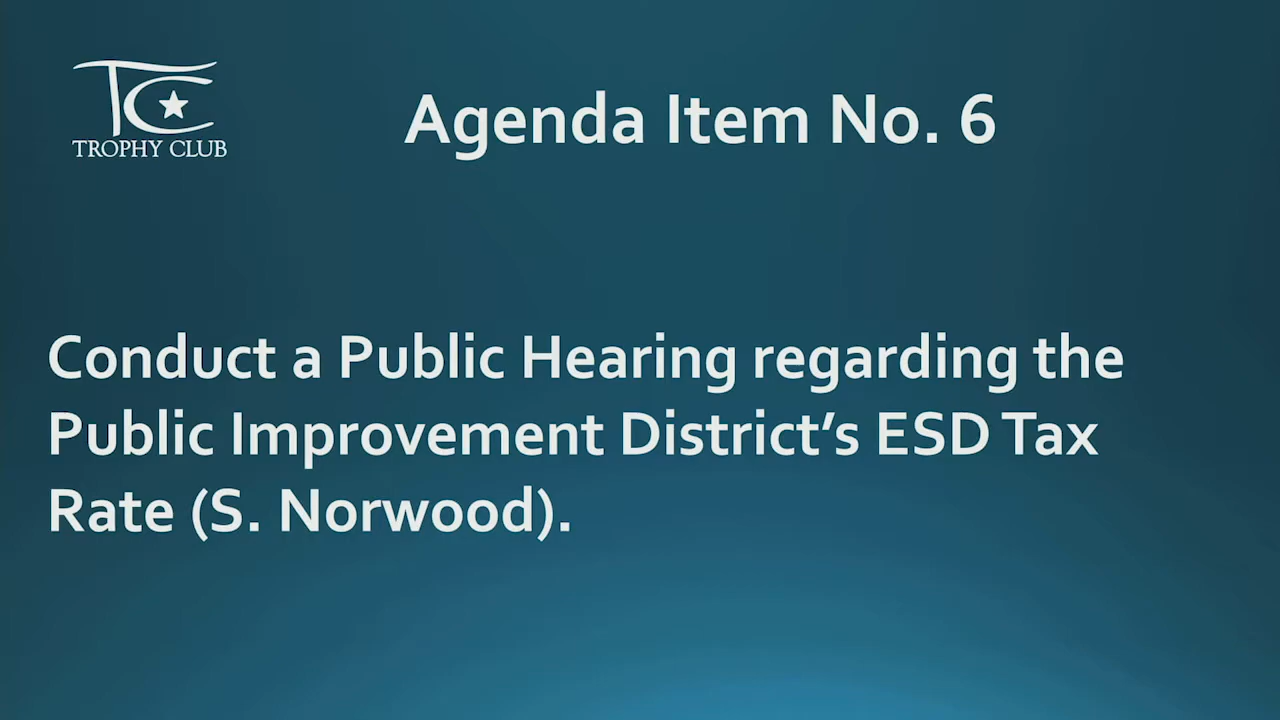 TC
TROPHY CLUB
Agenda Item No. 6
Conduct a Public Hearing regarding the
Public Improvement District’s ESD Tax
Rate (S. Norwood).